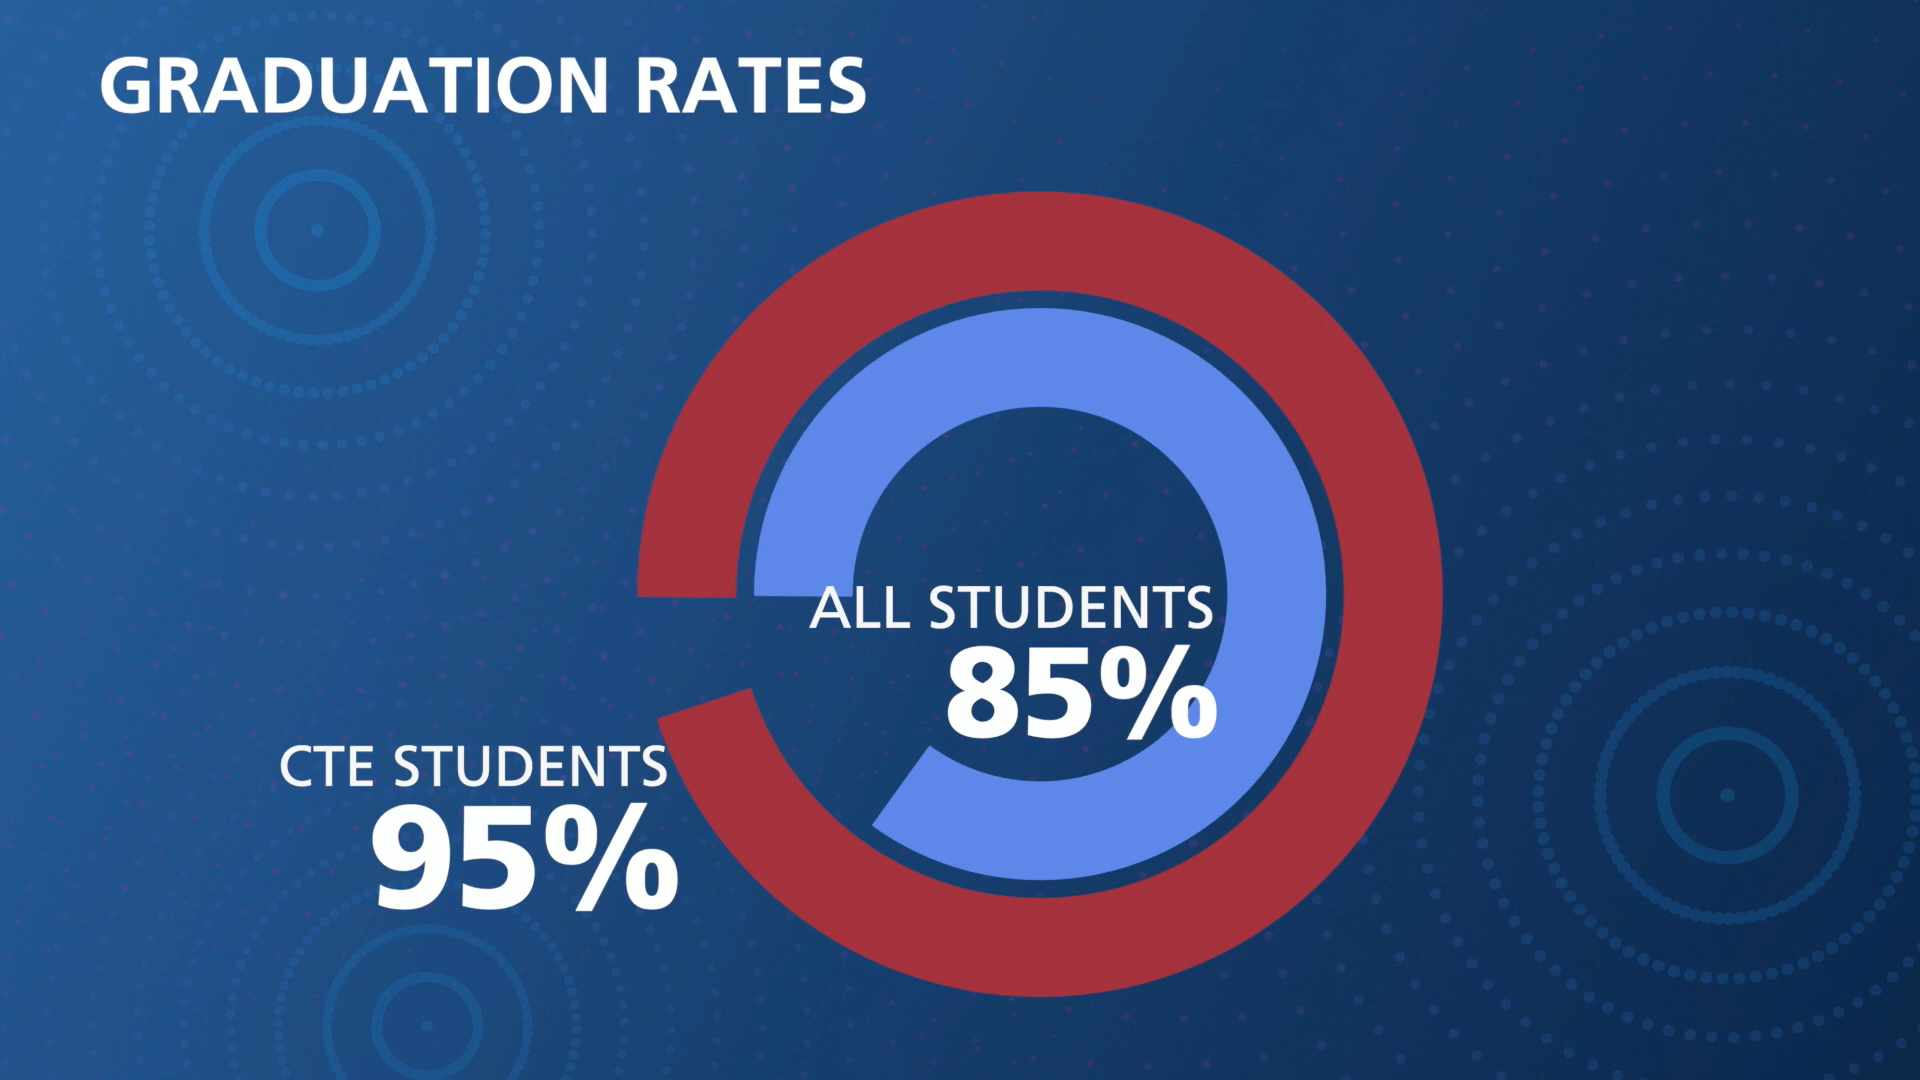 GRADUATION RATES
ALL STUDENTS
85%
CTE STUDENTS
95%